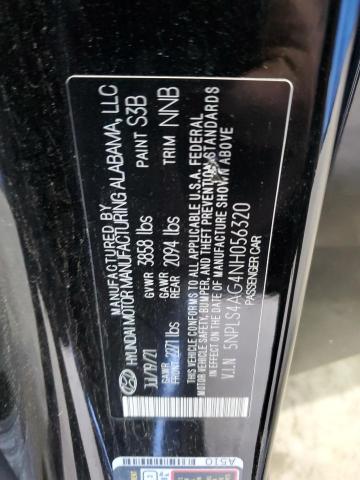 MANUFACTURED BY
HYUNDAI MOTOR MANUFACTURING ALABAMA, LLC
11/19/21 GVWR 3858 lbs PAINT S3B
GAWR FRONT 2271 lbs GAWR REAR 2094 lbs TRIM NNB
THIS VEHICLE CONFORMS TO ALL APPLICABLE U.S.A. FEDERAL
MOTOR VEHICLE SAFETY, BUMPER, AND THEFT PREVENTION STANDARDS
IN EFFECT ON THE DATE OF MANUFACTURE SHOWN ABOVE
V.I.N 5NPLS4AG4NH056320
PASSENGER CAR
A510